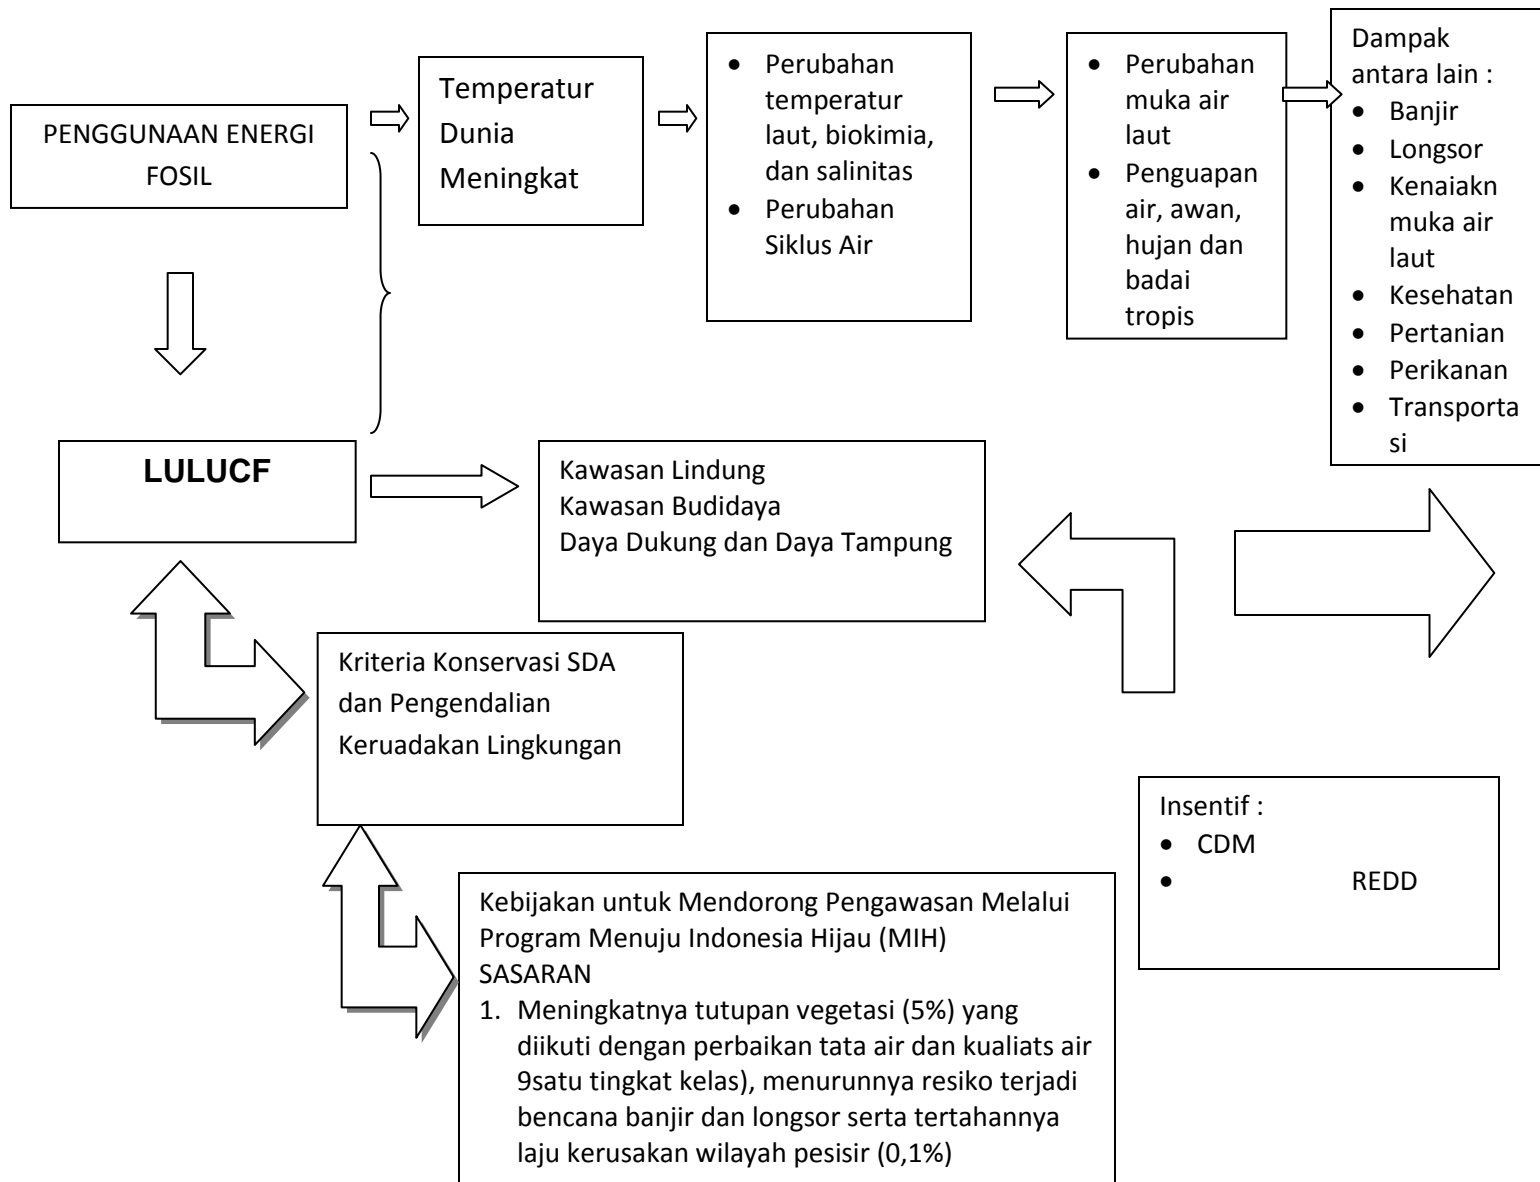 PENGGUNAAN ENERGI
FOSIL
Temperatur
Dunia
Meningkat
• Perubahan
temperatur
laut, biokimia,
dan salinitas
• Perubahan
Siklus Air
• Perubahan
muka air
laut
• Penguapan
air, awan,
hujan dan
badai
tropis
Dampak
antara lain :
• Banjir
• Longsor
• Kenaiakn
muka air
laut
• Kesehatan
• Pertanian
• Perikanan
• Transporta
si
LULUCF
Kawasan Lindung
Kawasan Budidaya
Daya Dukung dan Daya Tampung
Kriteria Konservasi SDA
dan Pengendalian
Keruadakan Lingkungan
Insentif :
• CDM
• REDD
Kebijakan untuk Mendorong Pengawasan Melalui
Program Menuju Indonesia Hijau (MIH)
SASARAN
1. Meningkatnya tutupan vegetasi (5%) yang
diikuti dengan perbaikan tata air dan kualiats air
9satu tingkat kelas), menurunnya resiko terjadi
bencana banjir dan longsor serta tertahannya
laju kerusakan wilayah pesisir (0,1%)